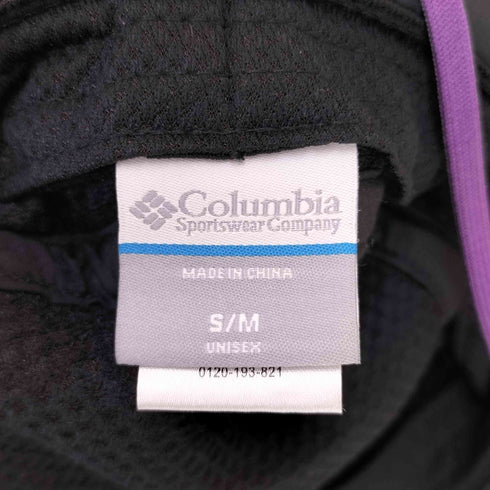 Columbia
Sportswear Company
MADE IN CHINA
S/M
UNISEX
0120-193-821